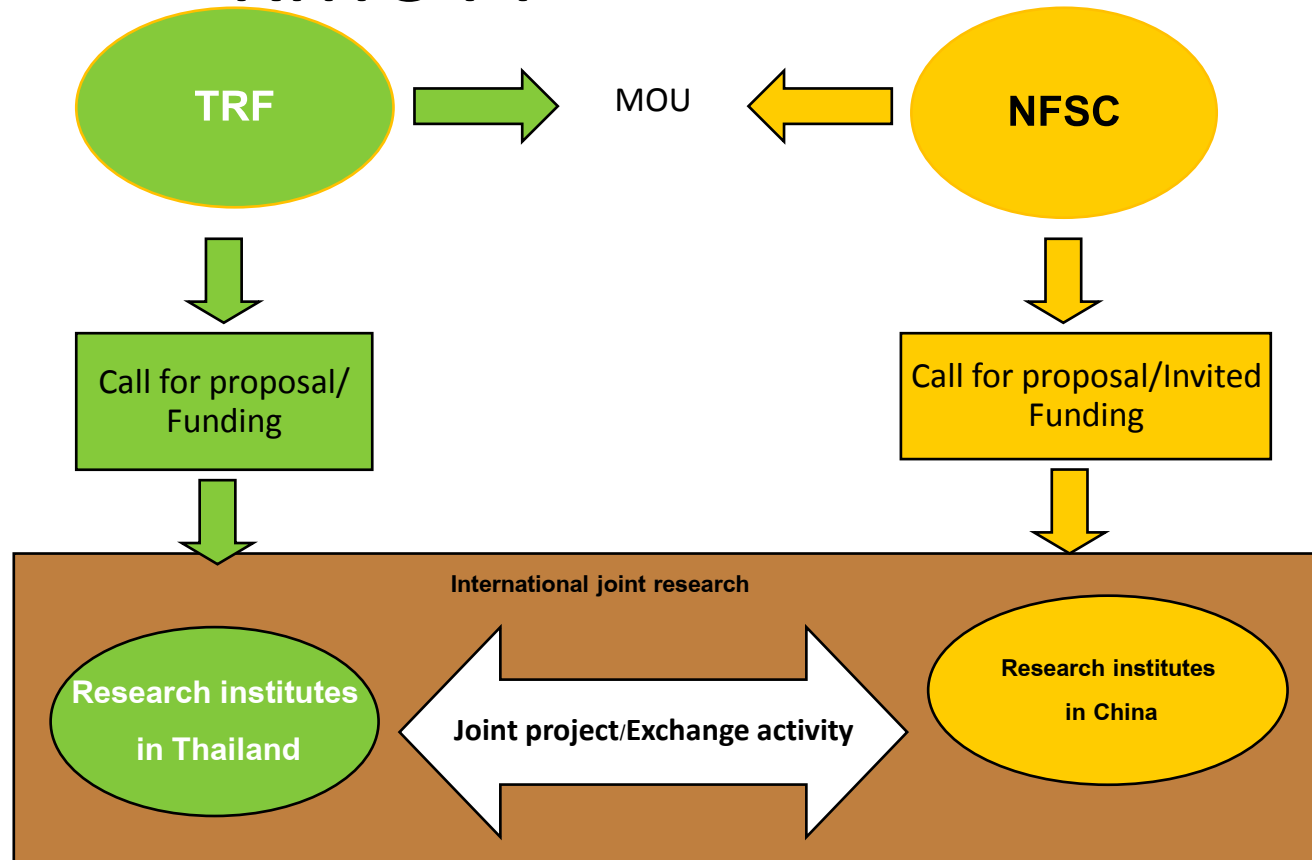 TRF
MOU
NFSC
Call for proposal/
Funding
Call for proposal/Invited
Funding
International joint research
Research institutes
in Thailand
Joint project/Exchange activity
Research institutes
in China